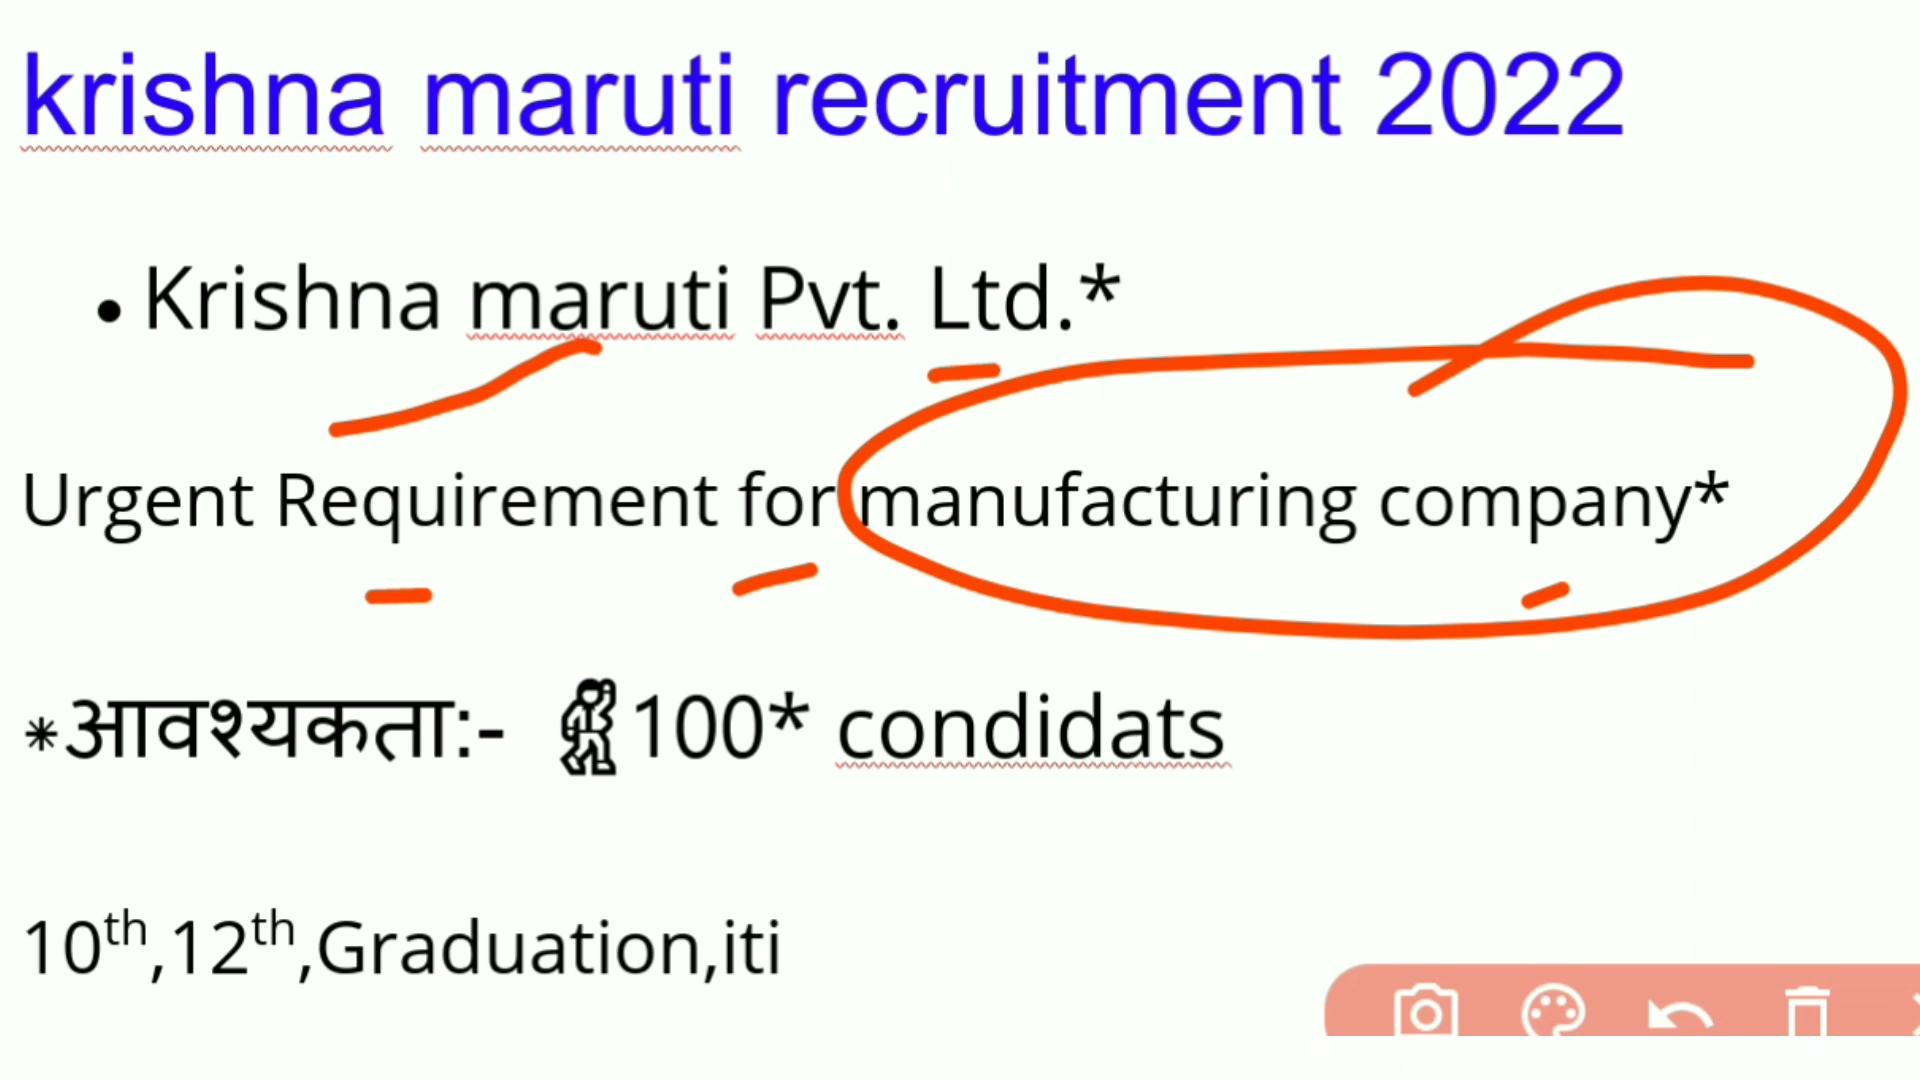 krishna maruti recruitment 2022
• Krishna maruti Pvt. Ltd.*
Urgent Requirement for manufacturing company*
*आवश्यकता:- 100* condidats
10th,12th,Graduation,iti